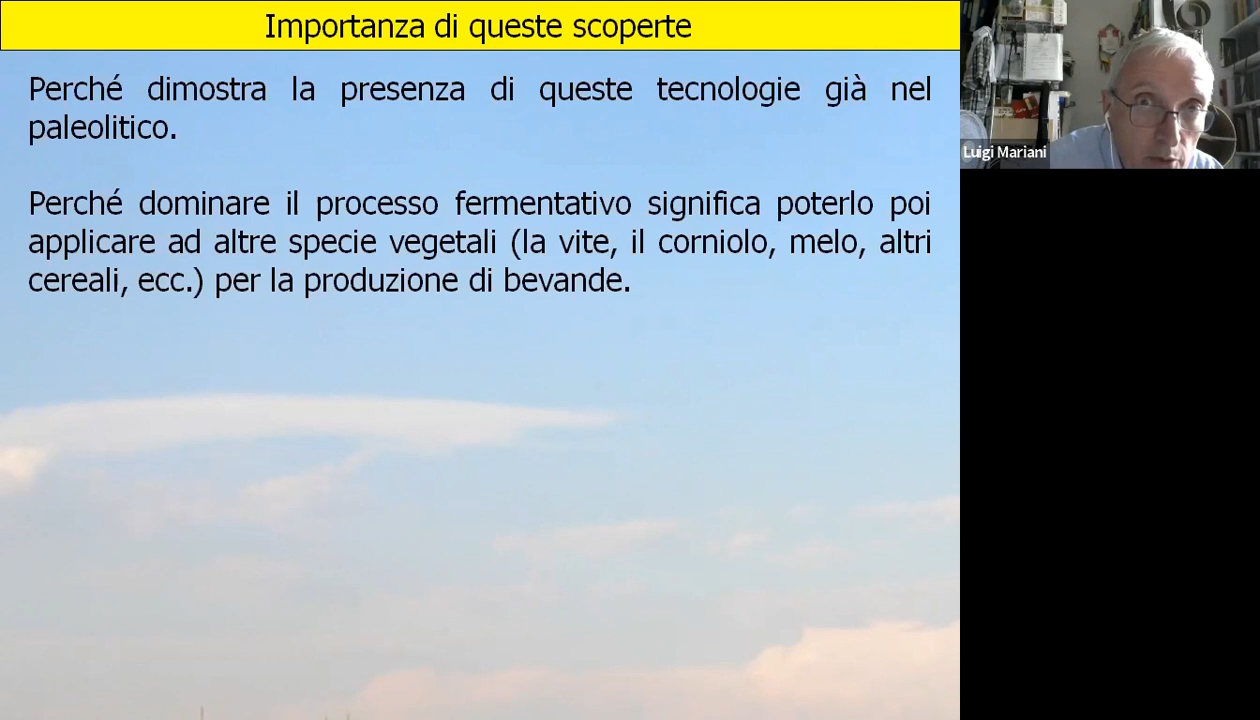 Importanza di queste scoperte
Perché dimostra la presenza di queste tecnologie già nel
paleolitico.
Perché dominare il processo fermentativo significa poterlo poi
applicare ad altre specie vegetali (la vite, il corniolo, melo, altri
cereali, ecc.) per la produzione di bevande.
Luigi Mariani